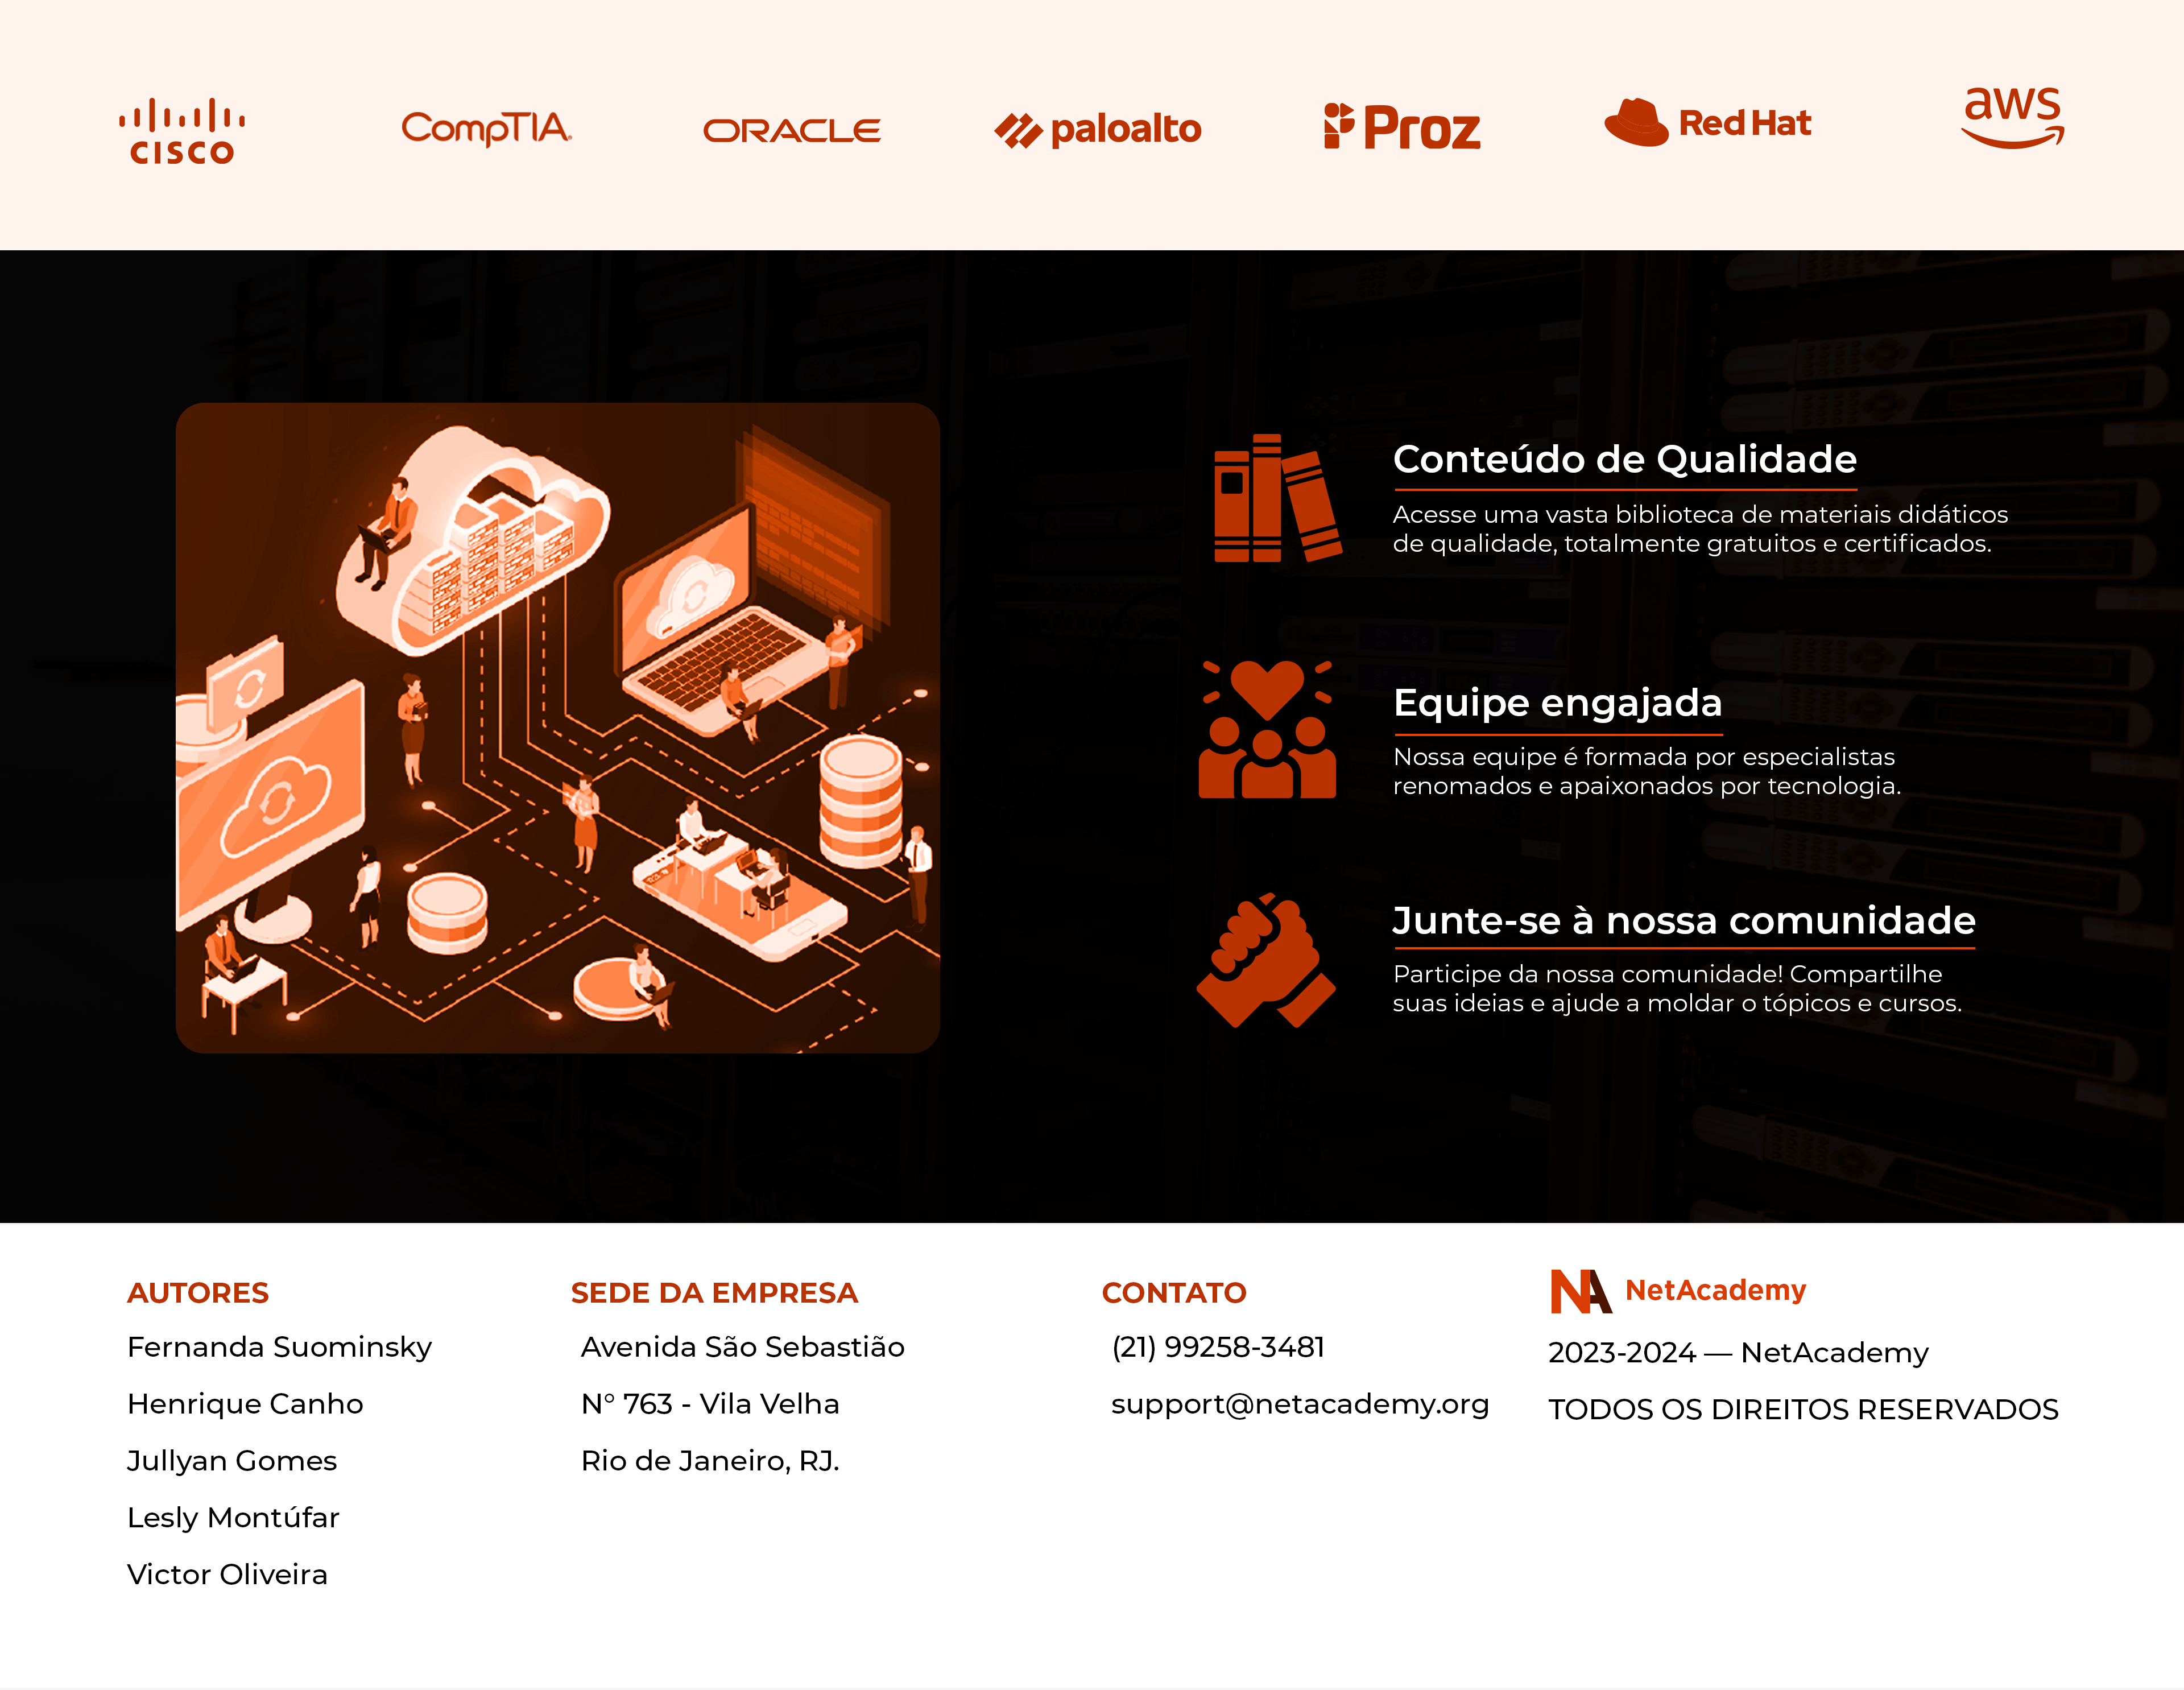 CISCO
CompTIA
ORACLE
paloalto
Proz
Red Hat
aws
Conteúdo de Qualidade
Acesse uma vasta biblioteca de materiais didáticos
de qualidade, totalmente gratuitos e certificados.
Equipe engajada
Nossa equipe é formada por especialistas
renomados e apaixonados por tecnologia.
Junte-se à nossa comunidade
Participe da nossa comunidade! Compartilhe
suas ideias e ajude a moldar o tópicos e cursos.
AUTORES
Fernanda Suominsky
Henrique Canho
Jullyan Gomes
Lesly Montúfar
Victor Oliveira
SEDE DA EMPRESA
Avenida São Sebastião
N° 763 - Vila Velha
Rio de Janeiro, RJ.
CONTATO
(21) 99258-3481
support@netacademy.org
NA NetAcademy
2023-2024 — NetAcademy
TODOS OS DIREITOS RESERVADOS